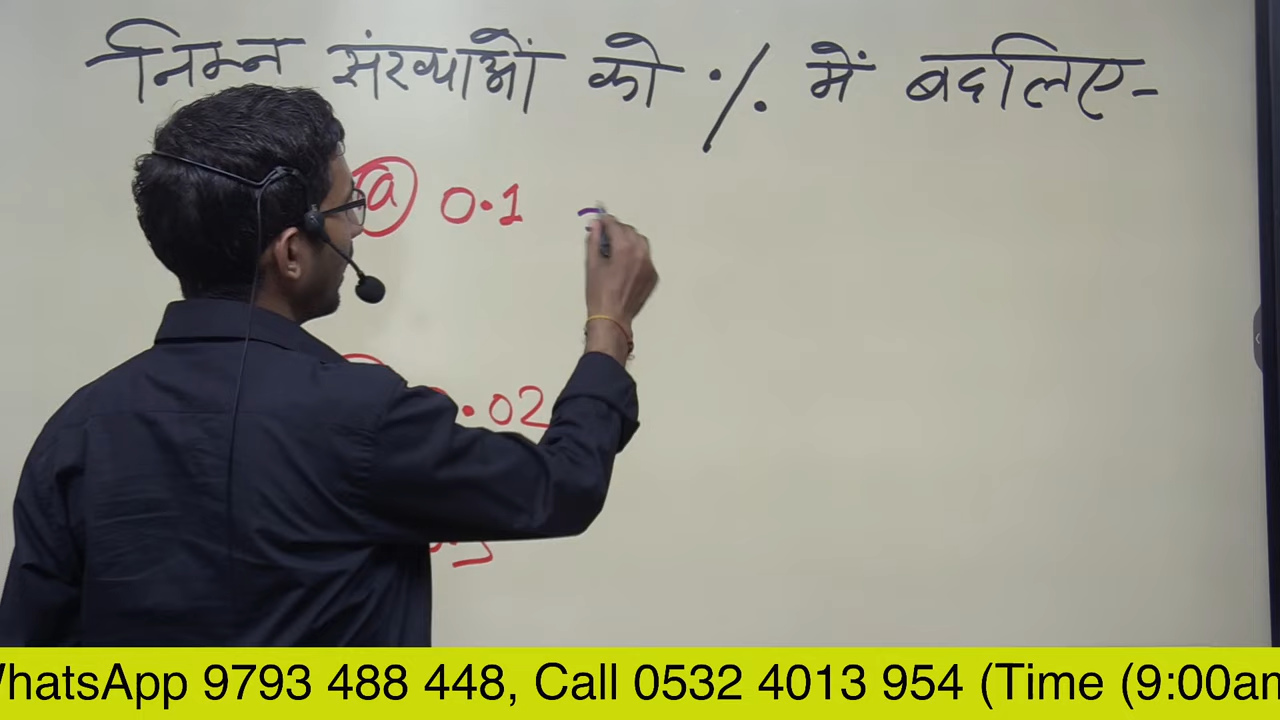 निम्न संख्याओं को % में बदलिए-
a 0.1
.02
WhatsApp 9793 488 448, Call 0532 4013 954 (Time (9:00am